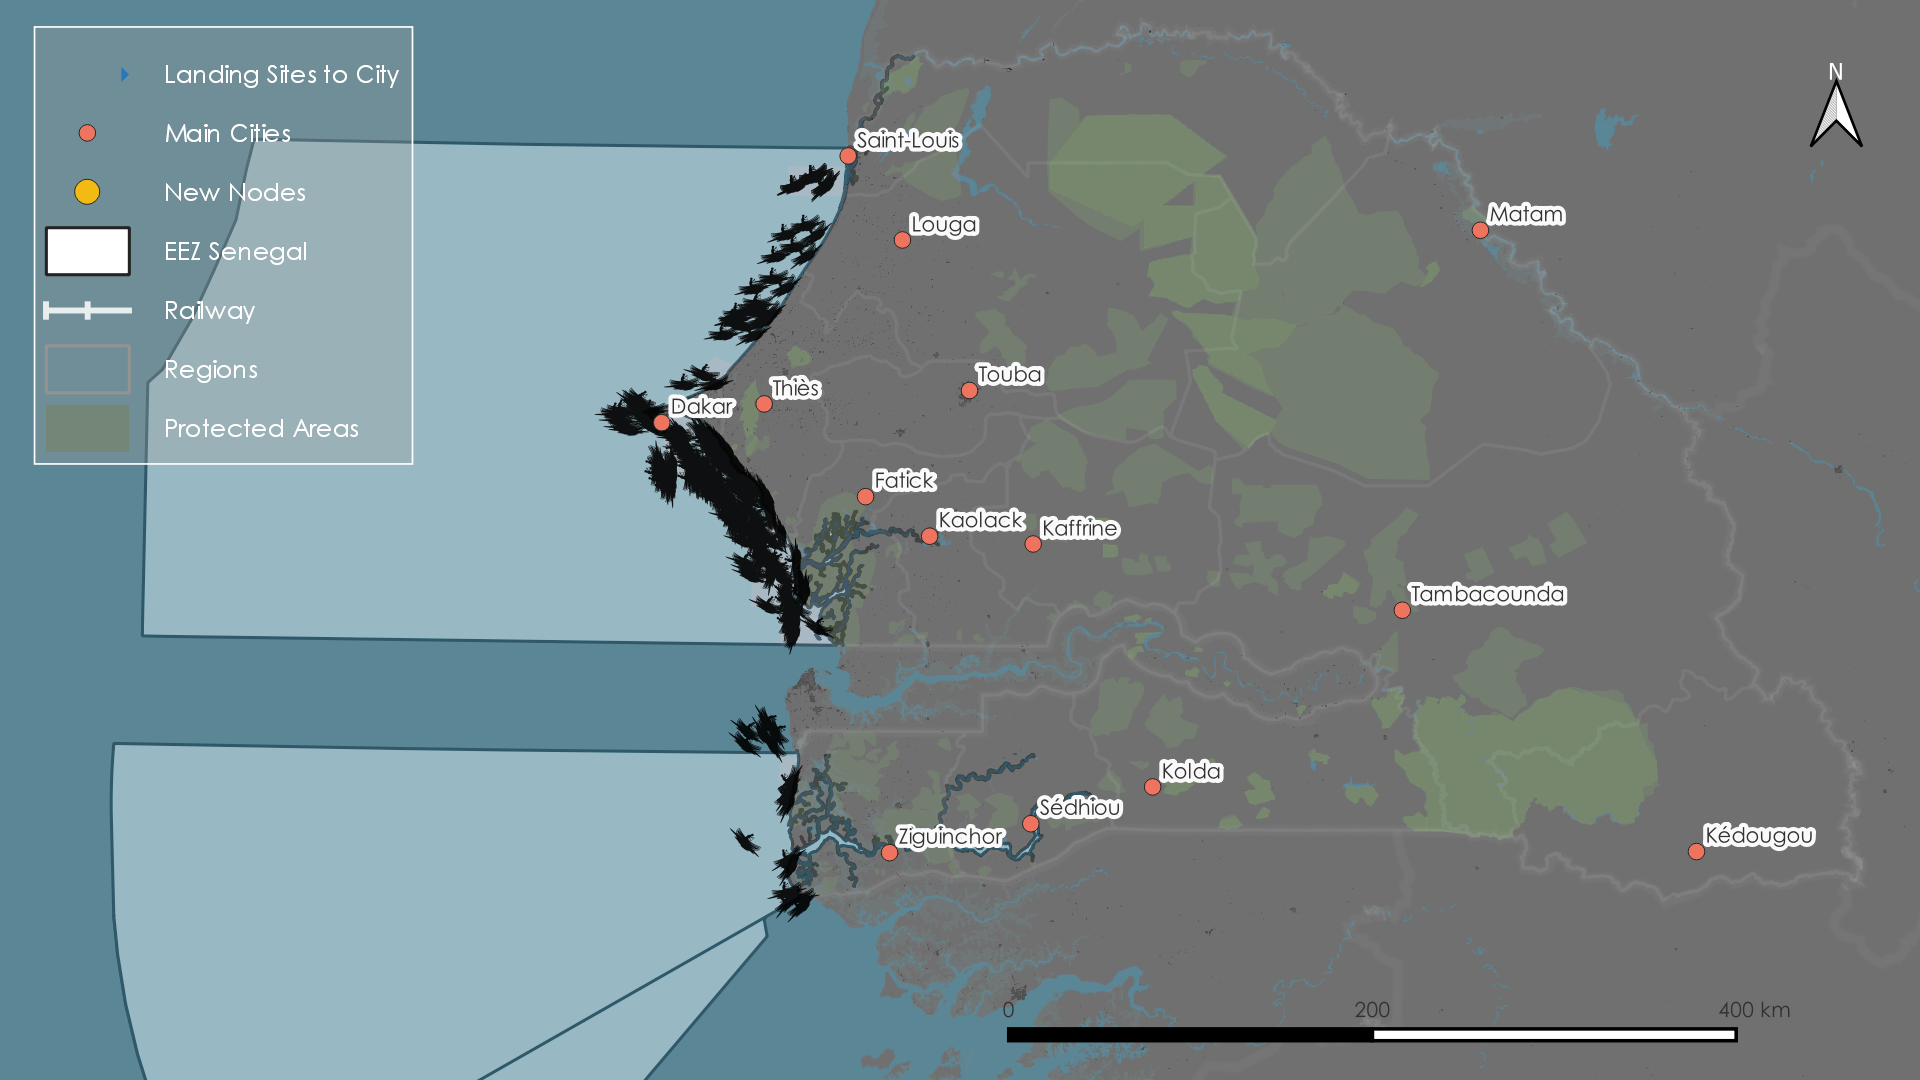 Landing Sites to City
Main Cities
New Nodes
EEZ Senegal
Railway
Regions
Protected Areas
N
Saint-Louis
Louga
Matam
Touba
Thiès
Dakar
Fatick
Kaolack
Kaffrine
Tambacounda
Kolda
Sédhiou
Ziguinchor
Kédougou
0 200 400 km